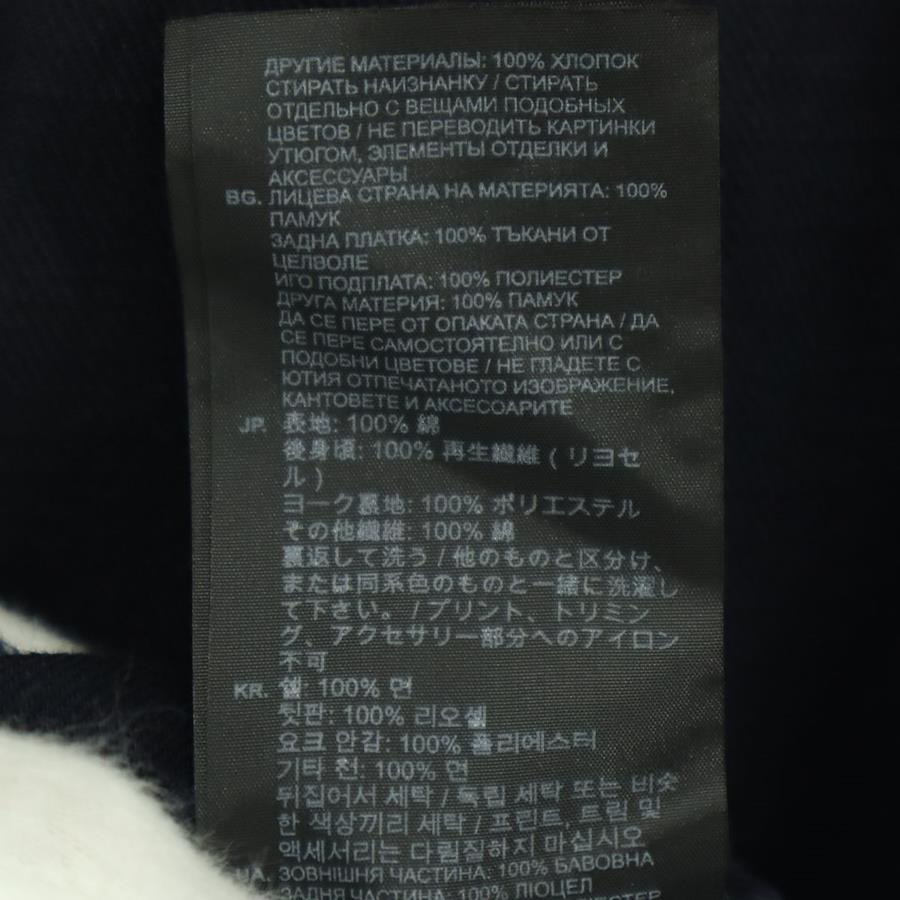 ДРУГИЕ МАТЕРИАЛЫ: 100% ХЛОПОК
СТИРАТЬ НАИЗНАНКУ / СТИРАТЬ
ОТДЕЛЬНО С ВЕЩАМИ ПОДОБНЫХ
ЦВЕТОВ / НЕ ПЕРЕВОДИТЬ КАРТИНКИ
УТЮГОМ, ЭЛЕМЕНТЫ ОТДЕЛКИ И
АКСЕССУАРЫ
BG. ЛИЦЕВА СТРАНА НА МАТЕРИЯТА: 100%
ПАМУК
ЗАДНА ПЛАТКА: 100% ТЪКАНИ ОТ
ЦЕЛВОЛЕ
ИГО ПОДПЛАТА: 100% ПОЛИЕСТЕР
ДРУГА МАТЕРИЯ: 100% ПАМУК
ДА СЕ ПЕРЕ ОТ ОПАКАТА СТРАНА / ДА
СЕ ПЕРЕ САМОСТОЯТЕЛНО ИЛИ С
ПОДОБНИ ЦВЕТОВЕ / НЕ ГЛАДЕТЕ С
ЮТИЯ ОТПЕЧАТАНОТО ИЗОБРАЖЕНИЕ,
КАНТОВЕТЕ И АКСЕСОАРИТЕ
JP. 表地: 100% 綿
後身頃: 100% 再生繊維 ( リヨセ
ル )
ヨーク裏地: 100% ポリエステル
その他繊維: 100% 綿
裏返して洗う / 他のものと区分け、
または同系色のものと一緒に洗濯し
て下さい。 / プリント、トリミン
グ、アクセサリー部分へのアイロン
不可
KR. 쉘: 100% 면
뒷판: 100% 리오셀
요크 안감: 100% 폴리에스터
기타 천: 100% 면
뒤집어서 세탁 / 독립 세탁 또는 비슷
한 색상끼리 세탁 / 프린트, 트림 및
액세서리는 다림질하지 마십시오
UA. ЗОВНІШНЯ ЧАСТИНА: 100% БАВОВНА
ЗАДНЯ ЧАСТИНА: 100% ЛІОЦЕЛ